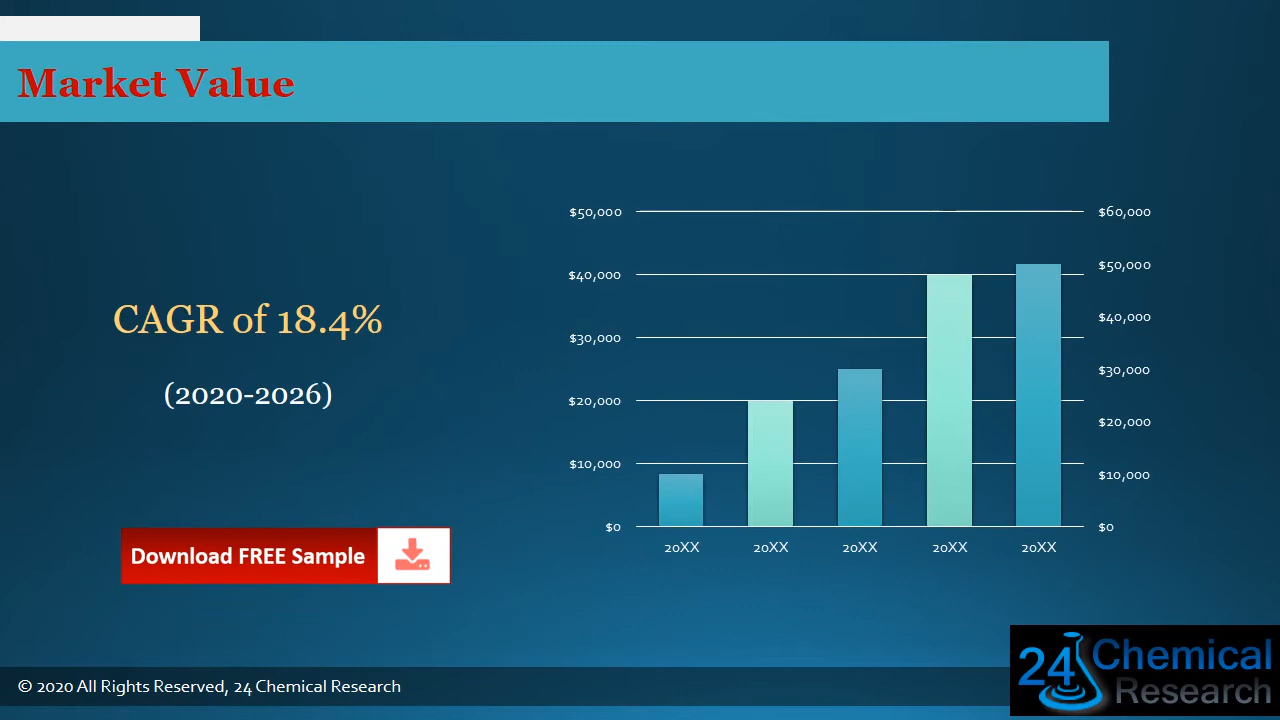 Market Value
CAGR of 18.4%
(2020-2026)
Download FREE Sample
$50,000
$40,000
$30,000
$20,000
$10,000
$0
$60,000
$50,000
$40,000
$30,000
$20,000
$10,000
$0
20XX 20XX 20XX 20XX 20XX
© 2020 All Rights Reserved, 24 Chemical Research
24 Chemical
Research